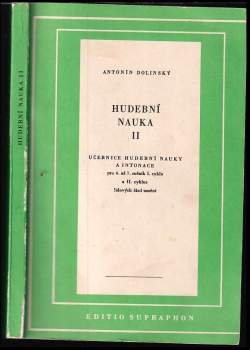 HUDEBNÍ NAUKA II
ANTONÍN DOLINSKÝ
HUDEBNÍ
NAUKA
II
UČEBNICE HUDEBNÍ NAUKY
A INTONACE
pro 4. až 7. ročník I. cyklu
a II. cyklus
lidových škol umění
EDITIO SUPRAPHON